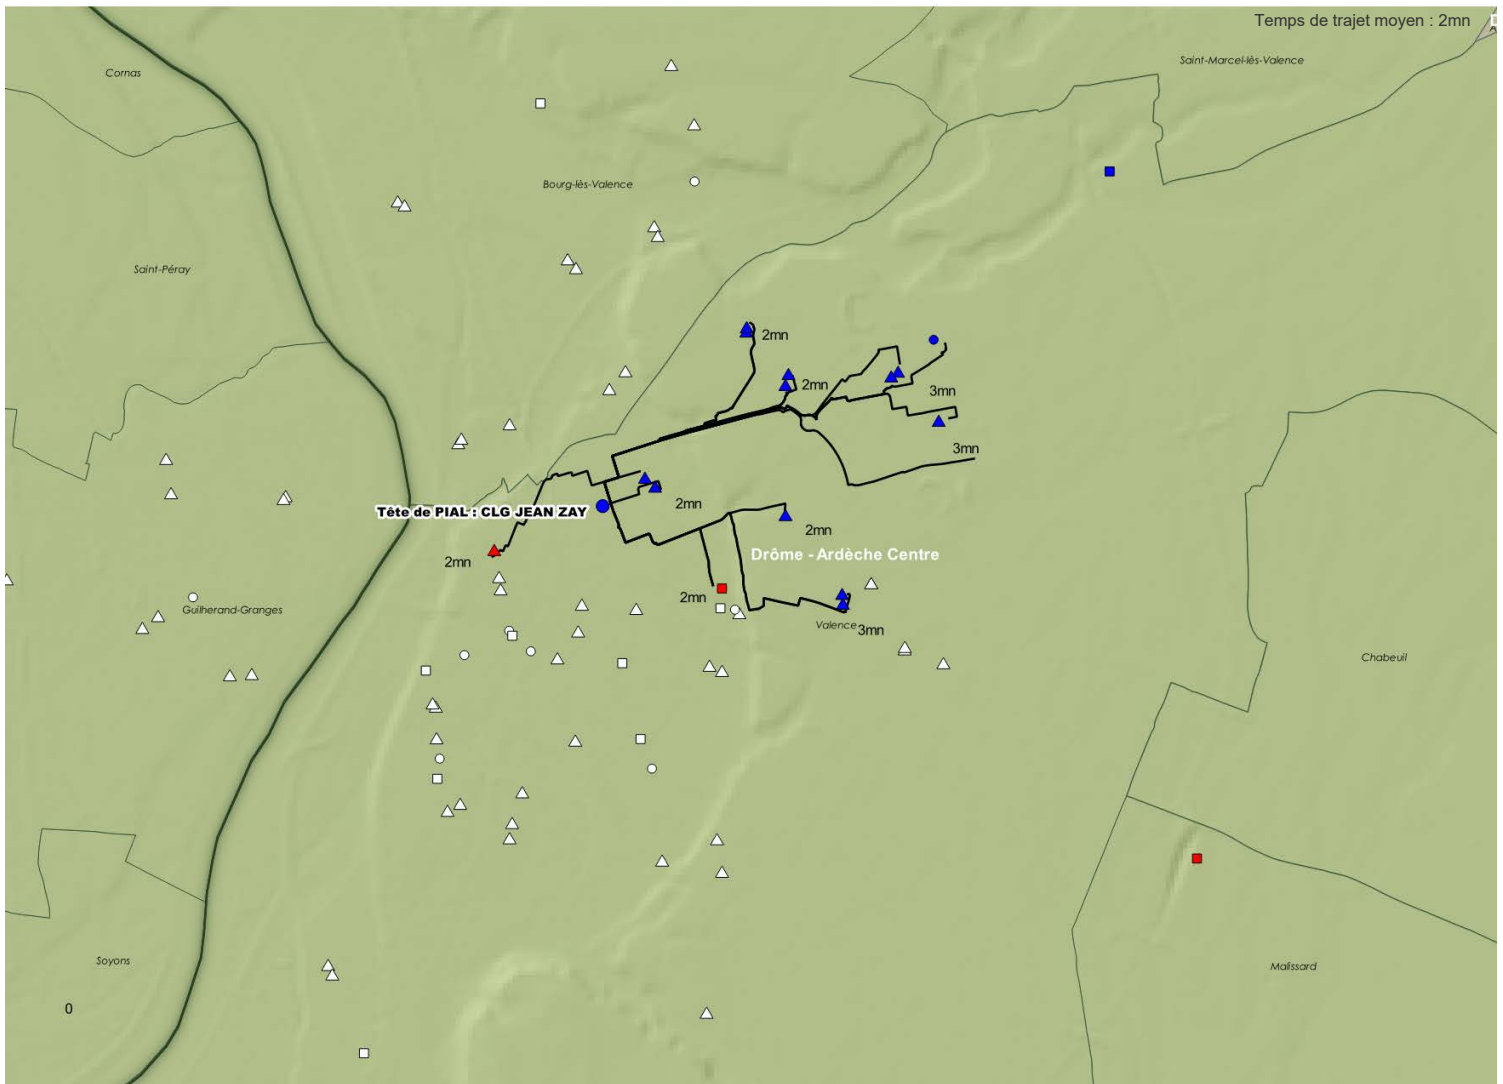 Temps de trajet moyen : 2mn
Saint-Marcel-lès-Valence
Cornas
Bourg-lès-Valence
Saint-Péray
2mn
2mn
3mn
3mn
2mn
Tête de PIAL : CLG JEAN ZAY
2mn
Drôme - Ardèche Centre
2mn
2mn
Guilherand-Granges
Valence
3mn
Chabeuil
Soyons
Malissard
0